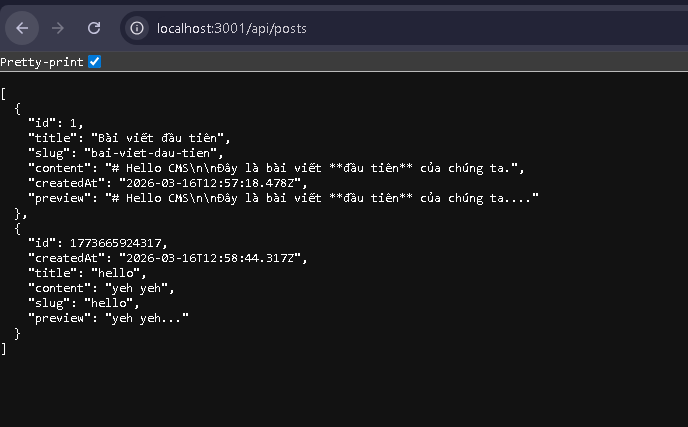 localhost:3001/api/posts
Pretty-print
[
  {
    "id": 1,
    "title": "Bài viết đầu tiên",
    "slug": "bai-viet-dau-tien",
    "content": "# Hello CMS\n\nĐây là bài viết **đầu tiên** của chúng ta.",
    "createdAt": "2026-03-16T12:57:18.478Z",
    "preview": "# Hello CMS\n\nĐây là bài viết **đầu tiên** của chúng ta...."
  },
  {
    "id": 1773665924317,
    "createdAt": "2026-03-16T12:58:44.317Z",
    "title": "hello",
    "content": "yeh yeh",
    "slug": "hello",
    "preview": "yeh yeh..."
  }
]